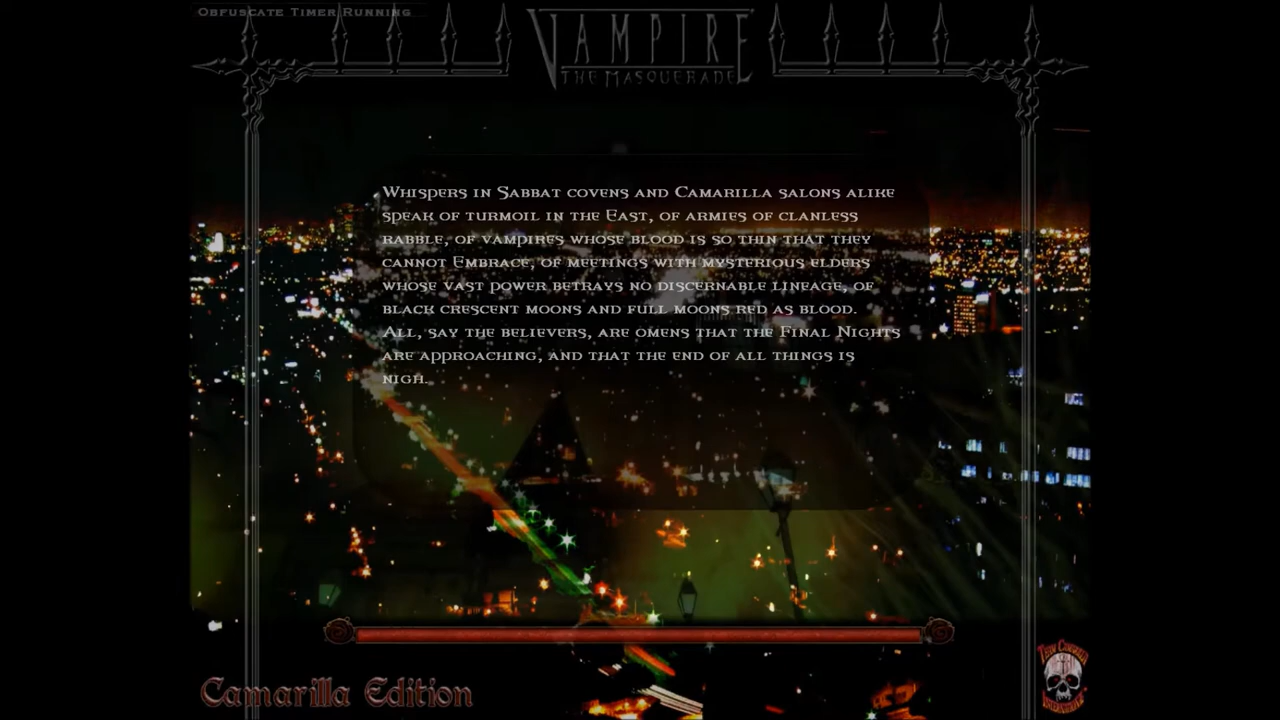 Obfuscate Timer Running
Vampire
The Masquerade
Whispers in Sabbat covens and Camarilla salons alike
speak of turmoil in the East, of armies of clanless
rabble, of vampires whose blood is so thin that they
cannot Embrace, of meetings with mysterious elders
whose vast power betrays no discernable lineage, of
black crescent moons and full moons red as blood.
All, say the believers, are omens that the Final Nights
are approaching, and that the end of all things is
nigh.
Camarilla Edition